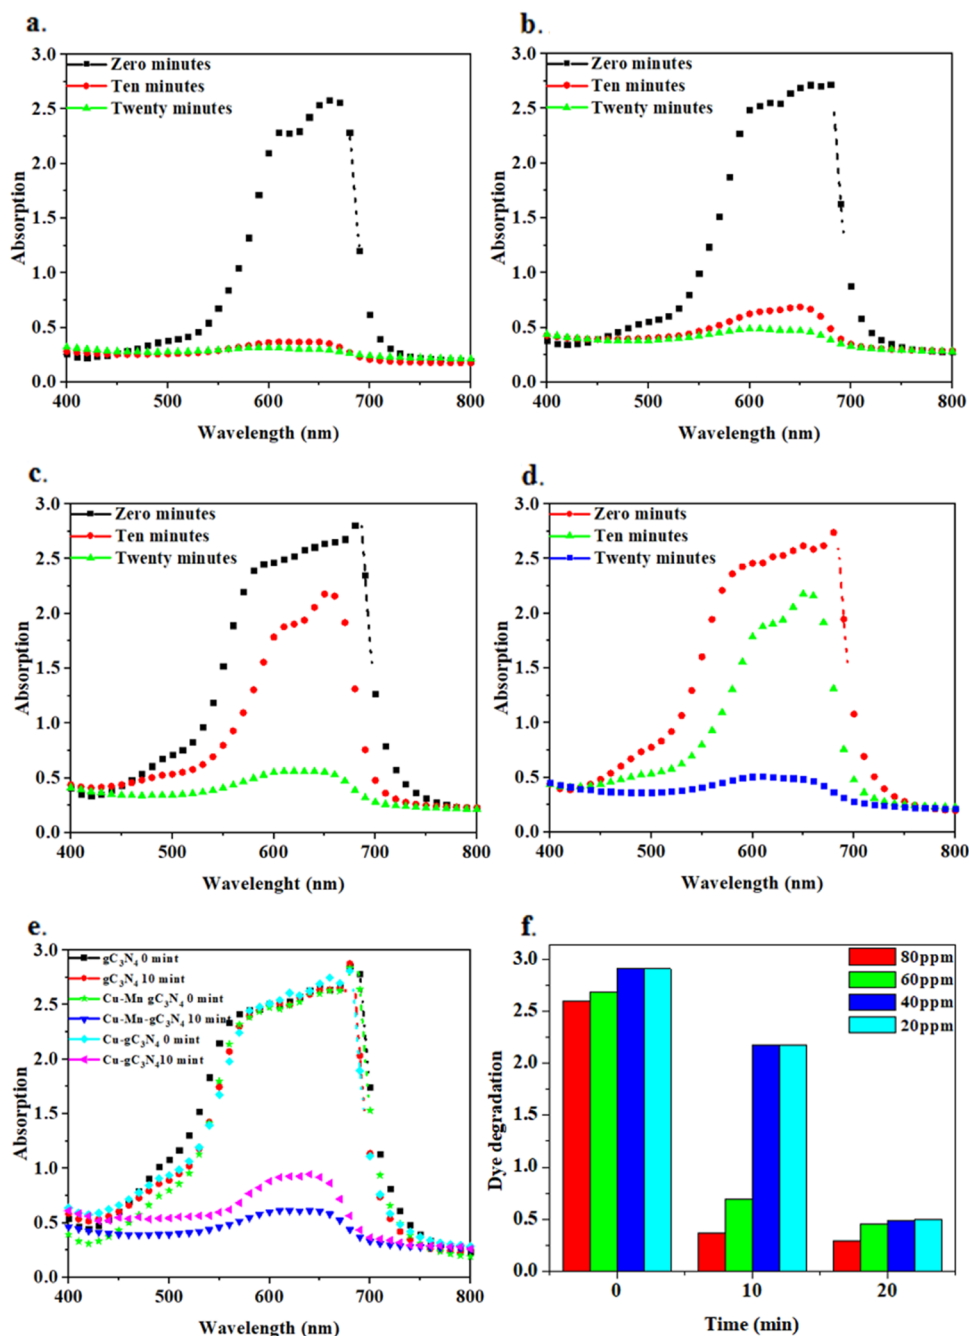 a.
3.0
2.5
2.0
1.5
1.0
0.5
0.0
Absorption
Zero minutes
Ten minutes
Twenty minutes
400 500 600 700 800
Wavelength (nm)
b.
3.0
2.5
2.0
1.5
1.0
0.5
0.0
Absorption
Zero minutes
Ten minutes
Twenty minutes
400 500 600 700 800
Wavelength (nm)
c.
3.0
2.5
2.0
1.5
1.0
0.5
0.0
Absorption
Zero minutes
Ten minutes
Twenty minutes
400 500 600 700 800
Wavelenght (nm)
d.
3.0
2.5
2.0
1.5
1.0
0.5
0.0
Absorption
Zero minuts
Ten minutes
Twenty minutes
400 500 600 700 800
Wavelength (nm)
e.
3.0
2.5
2.0
1.5
1.0
0.5
0.0
Absorption
gC₃N₄ 0 mint
gC₃N₄ 10 mint
Cu-Mn gC₃N₄ 0 mint
Cu-Mn-gC₃N₄ 10 mint
Cu-gC₃N₄ 0 mint
Cu-gC₃N₄10 mint
400 500 600 700 800
Wavelength (nm)
f.
3.0
2.5
2.0
1.5
1.0
0.5
0.0
Dye degradation
80ppm
60ppm
40ppm
20ppm
0 10 20
Time (min)